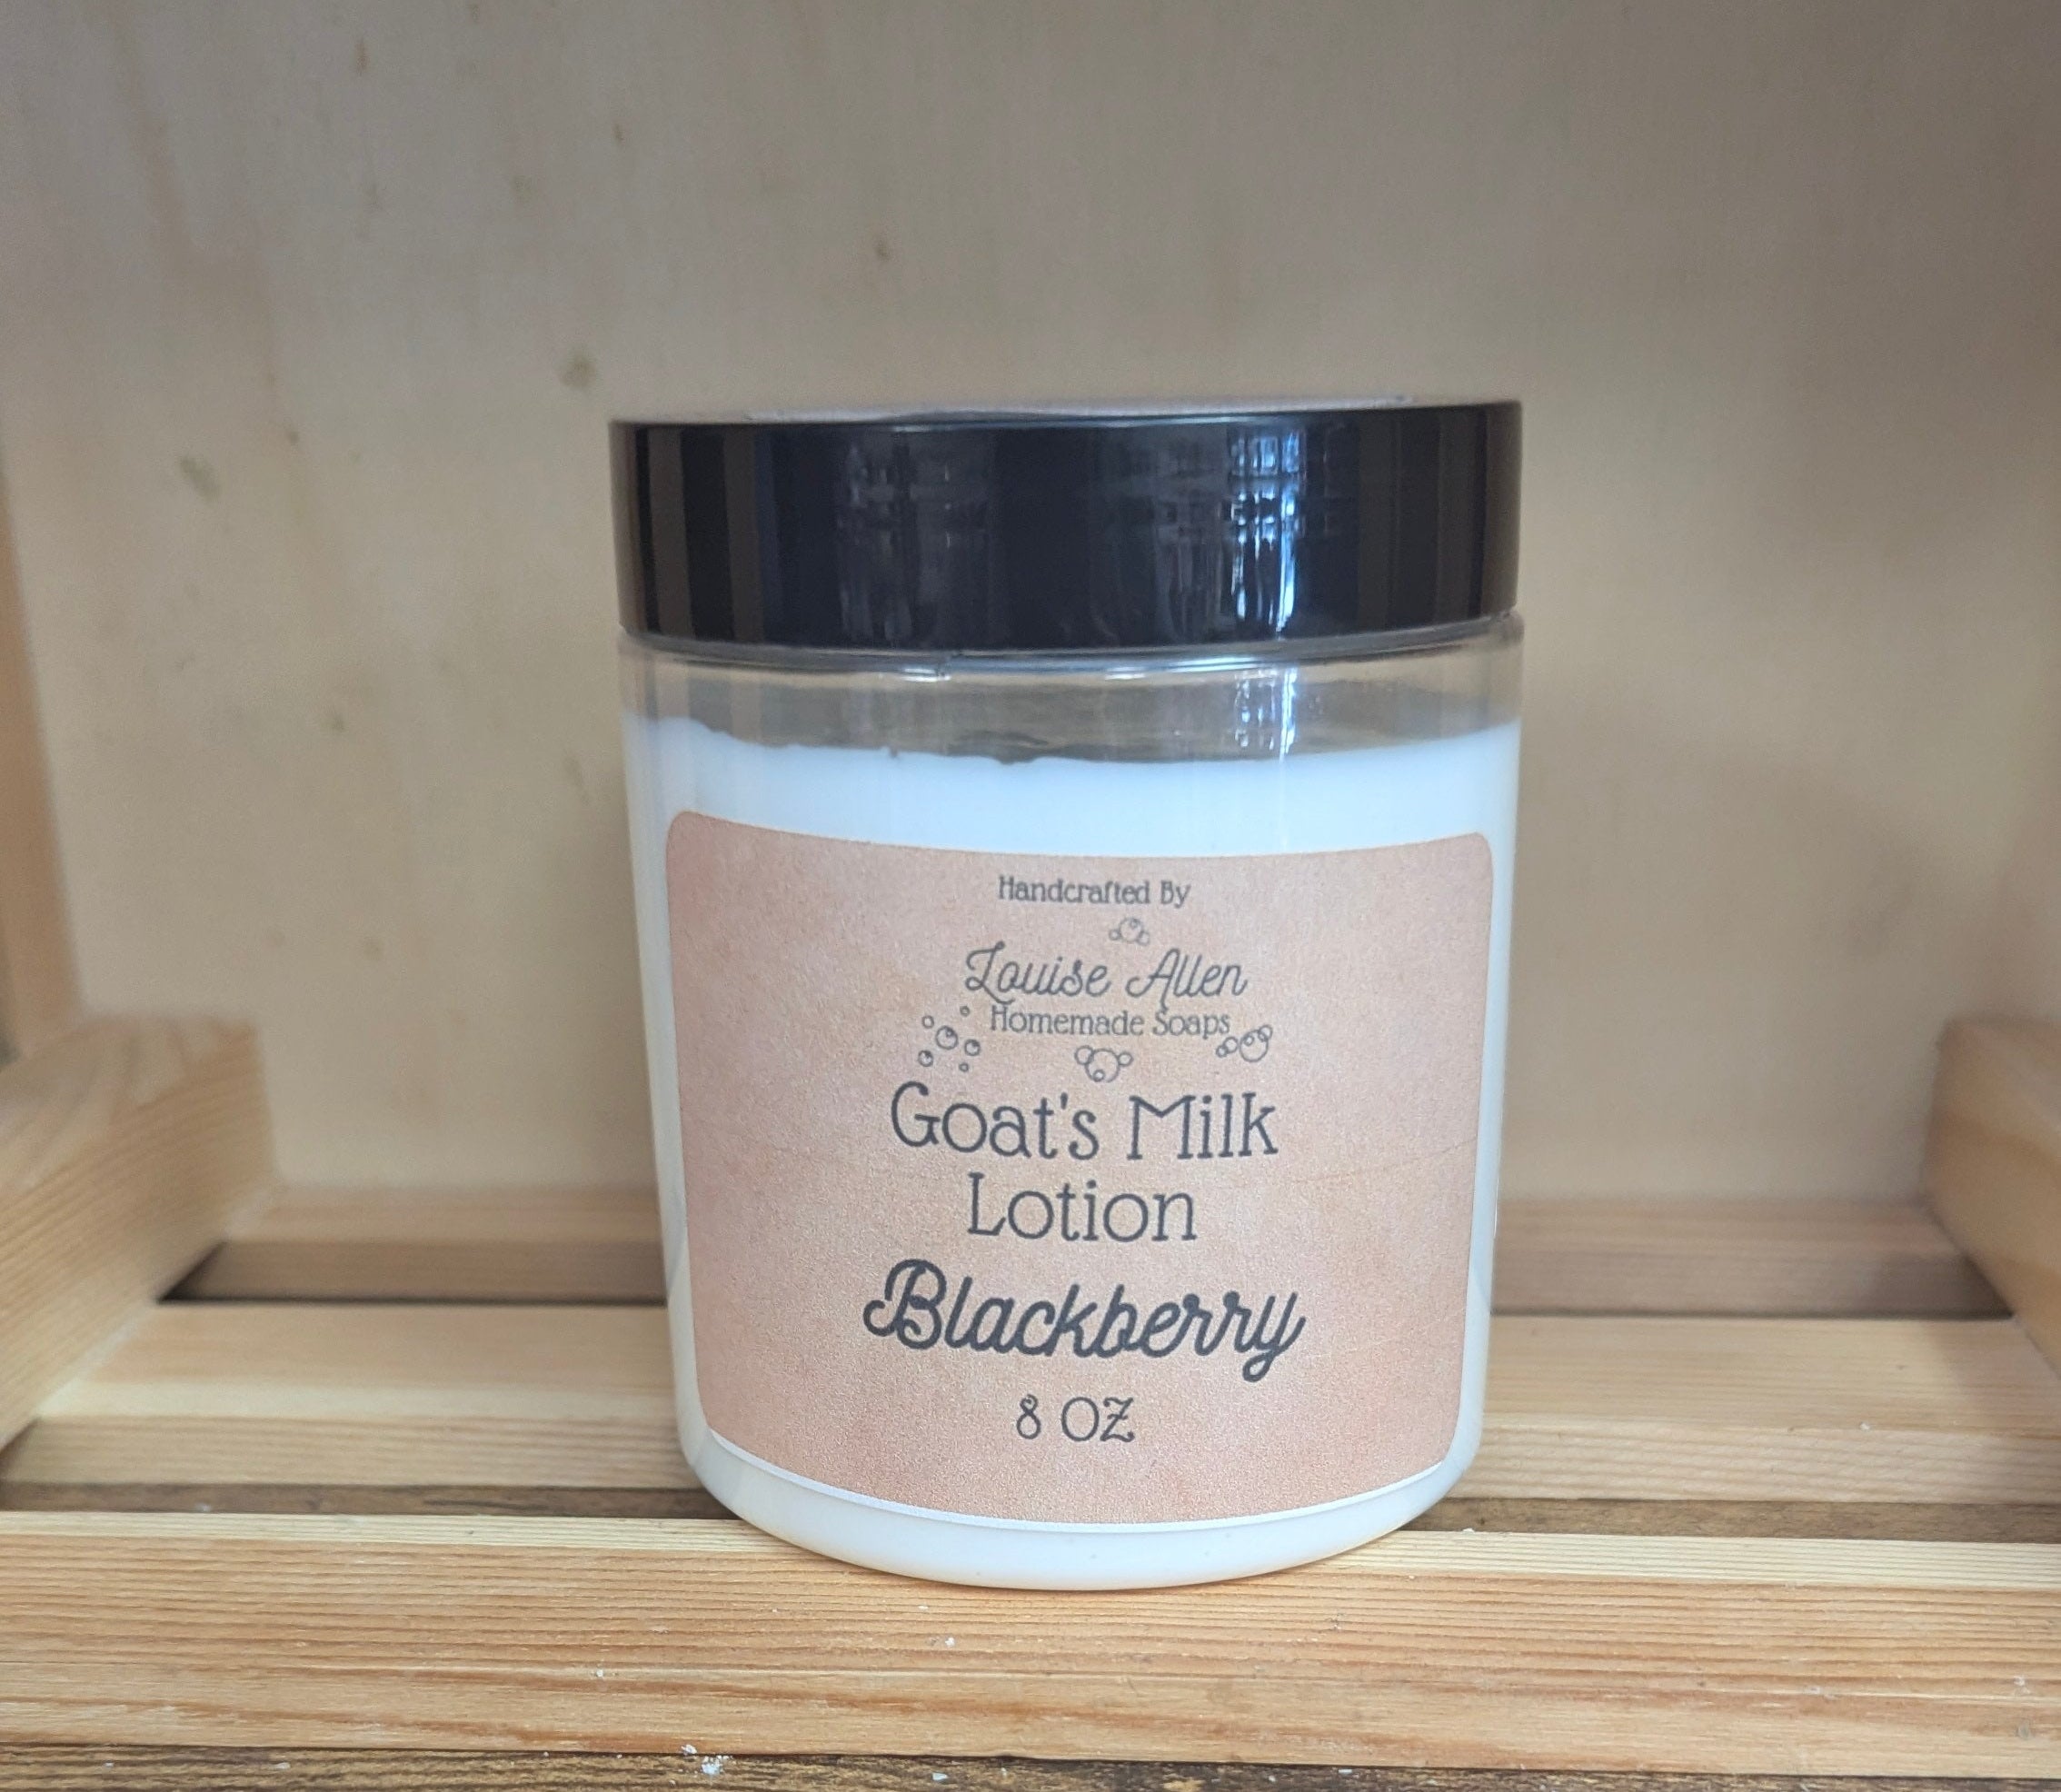 Handcrafted By
Louise Allen
Homemade Soaps
Goat's Milk
Lotion
Blackberry
8 OZ